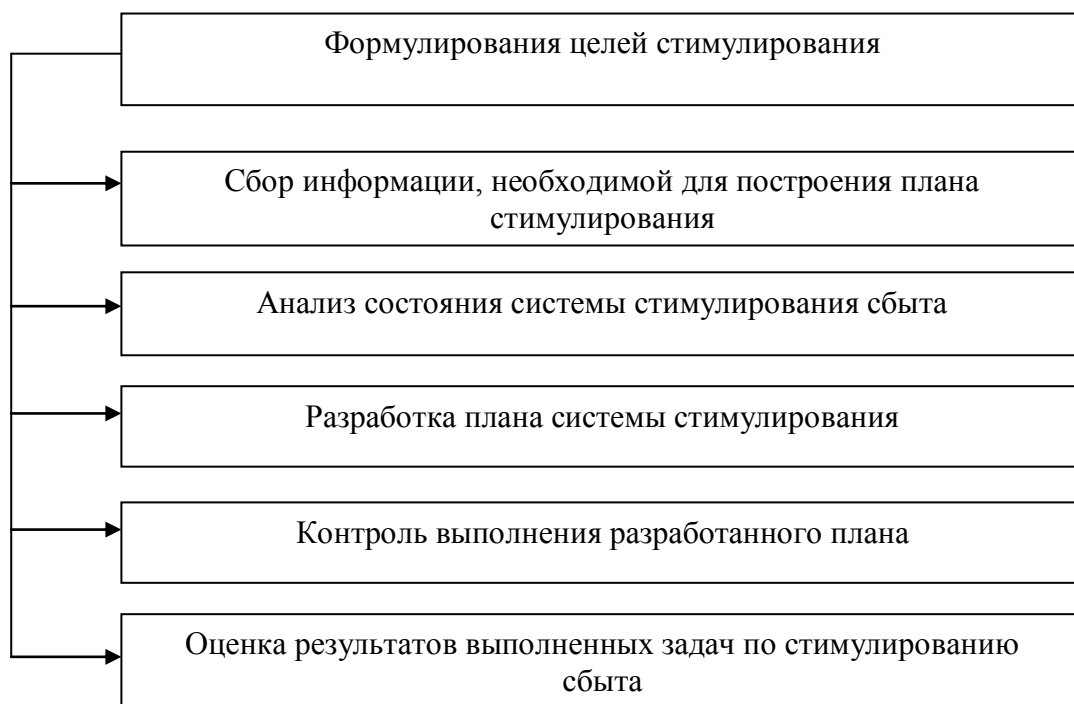 Формулирования целей стимулирования
Сбор информации, необходимой для построения плана
стимулирования
Анализ состояния системы стимулирования сбыта
Разработка плана системы стимулирования
Контроль выполнения разработанного плана
Оценка результатов выполненных задач по стимулированию
сбыта